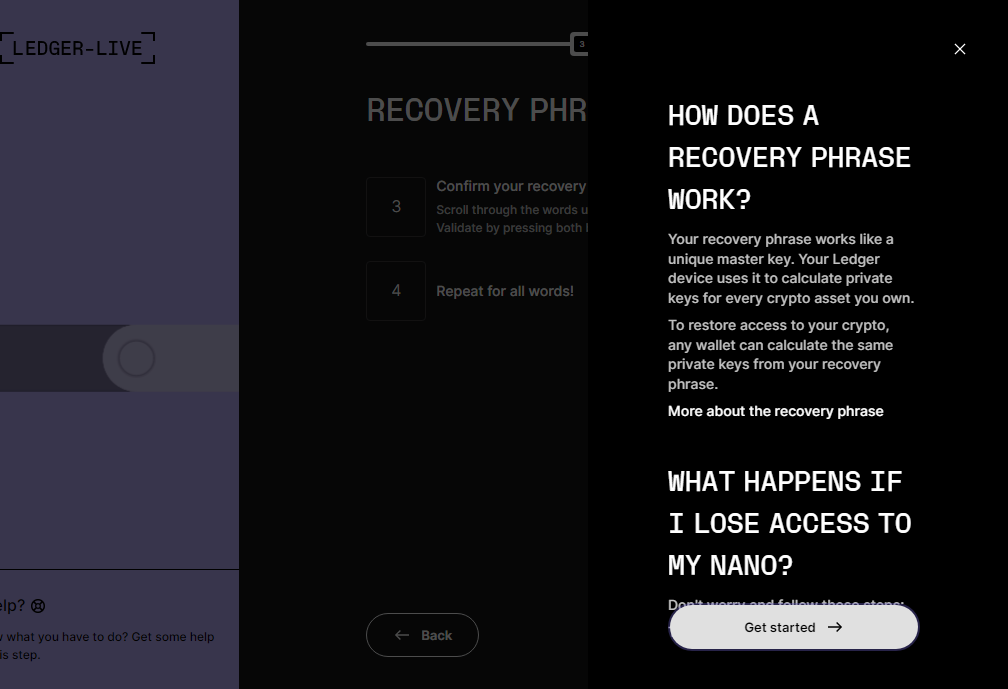 LEDGER-LIVE
3
RECOVERY PHR
3
Confirm your recovery
Scroll through the words u
Validate by pressing both
4
Repeat for all words!
elp?
what you have to do? Get some help
is step.
Back
HOW DOES A
RECOVERY PHRASE
WORK?
Your recovery phrase works like a
unique master key. Your Ledger
device uses it to calculate private
keys for every crypto asset you own.
To restore access to your crypto,
any wallet can calculate the same
private keys from your recovery
phrase.
More about the recovery phrase
WHAT HAPPENS IF
I LOSE ACCESS TO
MY NANO?
Don't worry and follow these steps:
Get started